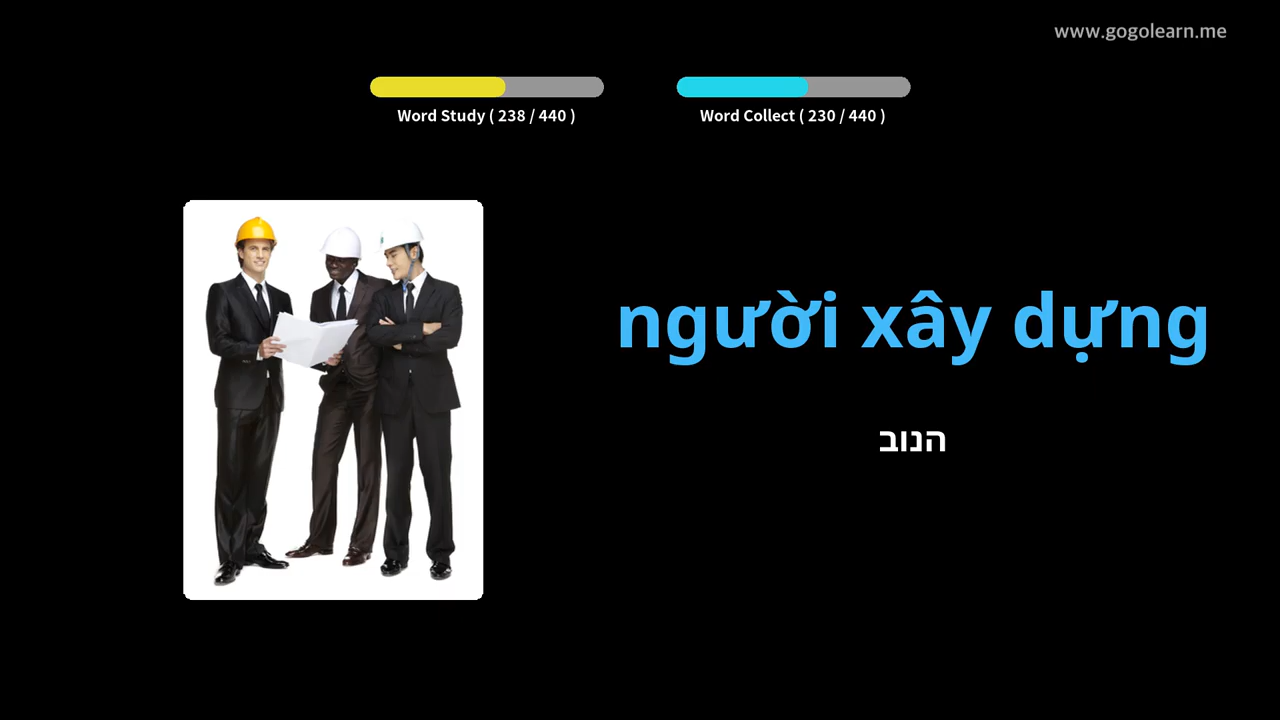 www.gogolearn.me
Word Study ( 238 / 440 )
Word Collect ( 230 / 440 )
người xây dựng
הנוב